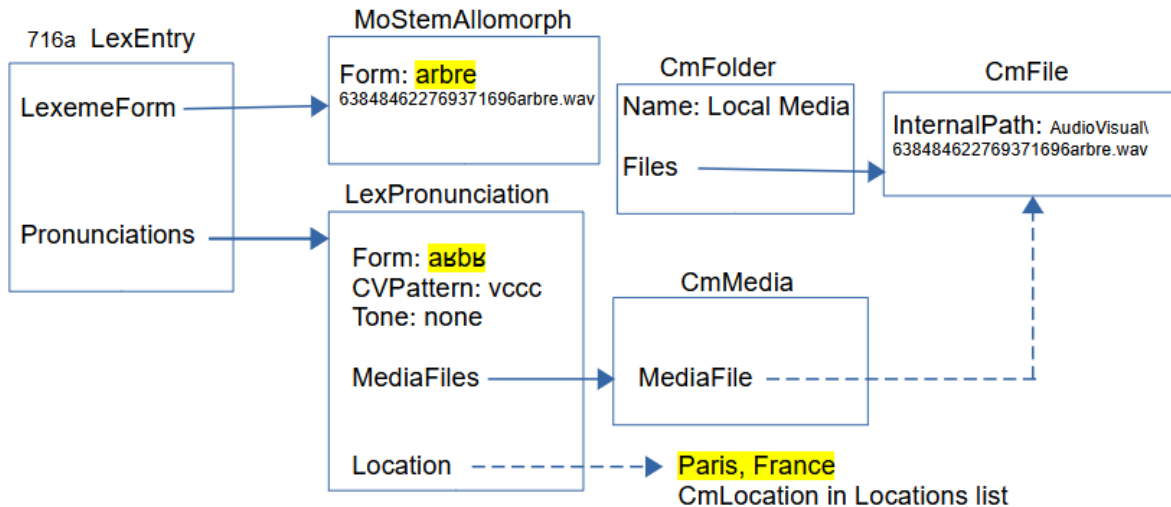 716a LexEntry
LexemeForm
Pronunciations
MoStemAllomorph
Form: arbre
638484622769371696arbre.wav
LexPronunciation
Form: aʁbʁ
CVPattern: vccc
Tone: none
MediaFiles
Location
CmFolder
Name: Local Media
Files
CmFile
InternalPath: AudioVisual\
638484622769371696arbre.wav
CmMedia
MediaFile
Paris, France
CmLocation in Locations list